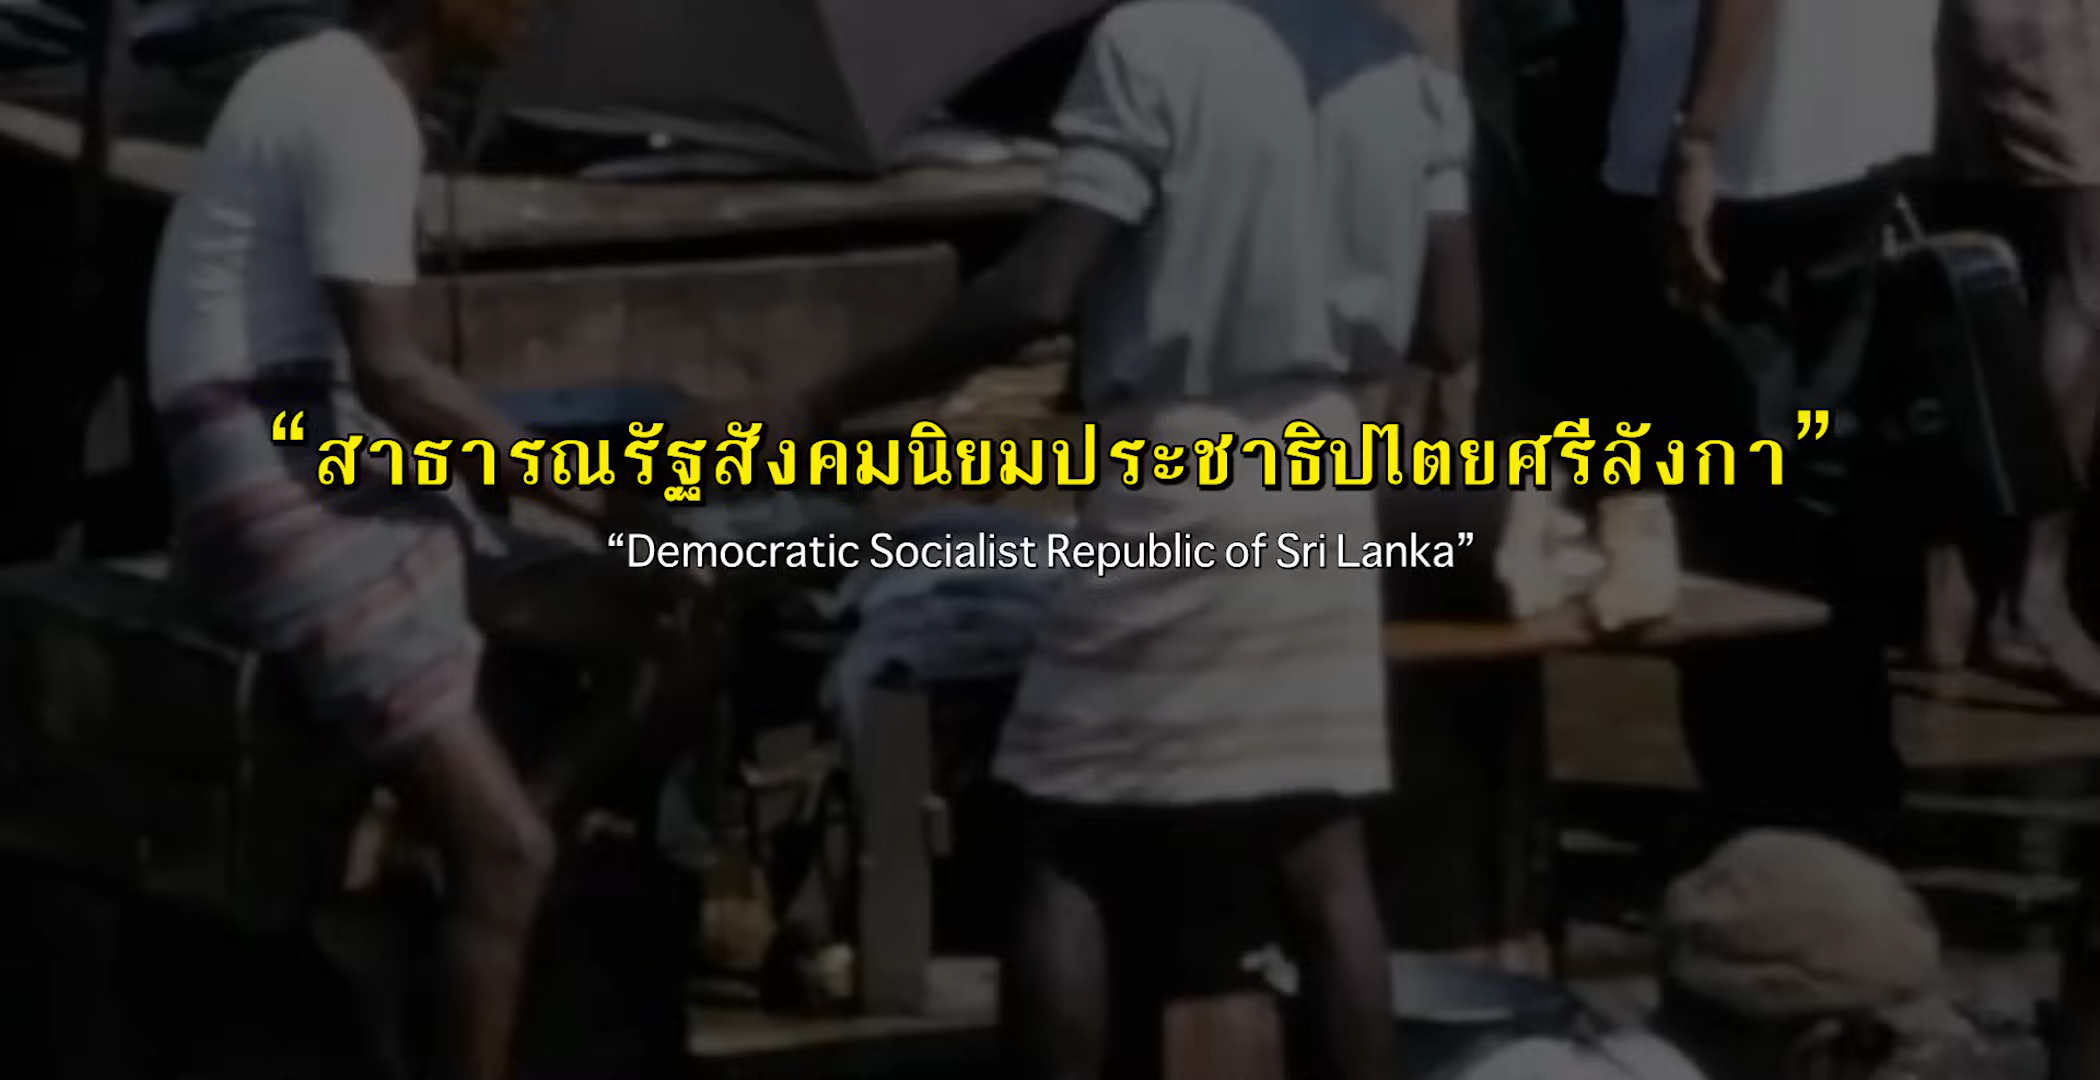 “สาธารณรัฐสังคมนิยมประชาธิปไตยศรีลังกา”
“Democratic Socialist Republic of Sri Lanka”